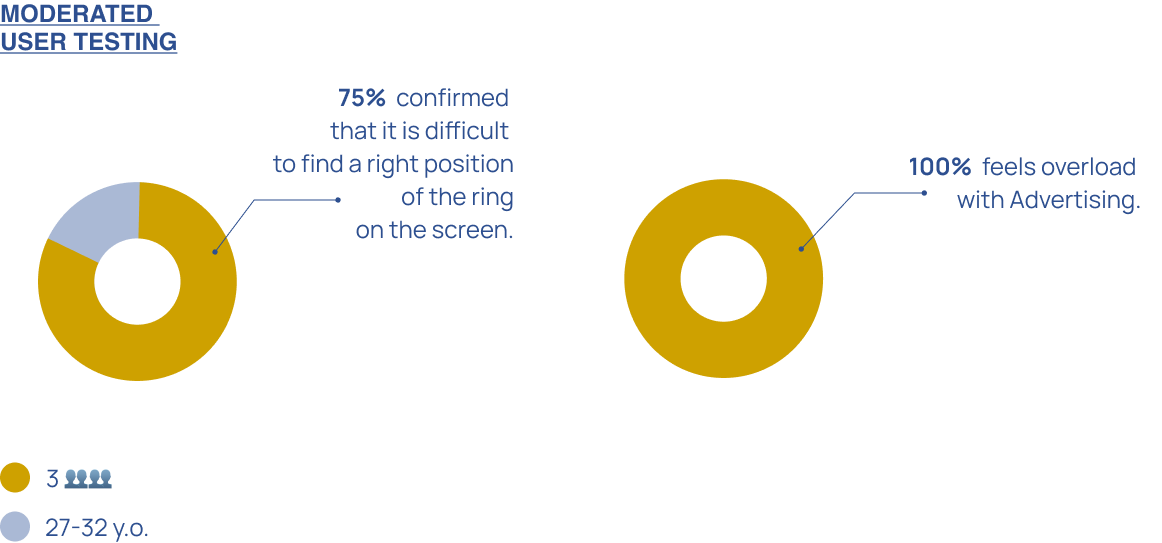 MODERATED
USER TESTING
75% confirmed
that it is difficult
to find a right position
of the ring
on the screen.
100% feels overload
with Advertising.
3 👥👥
27-32 y.o.